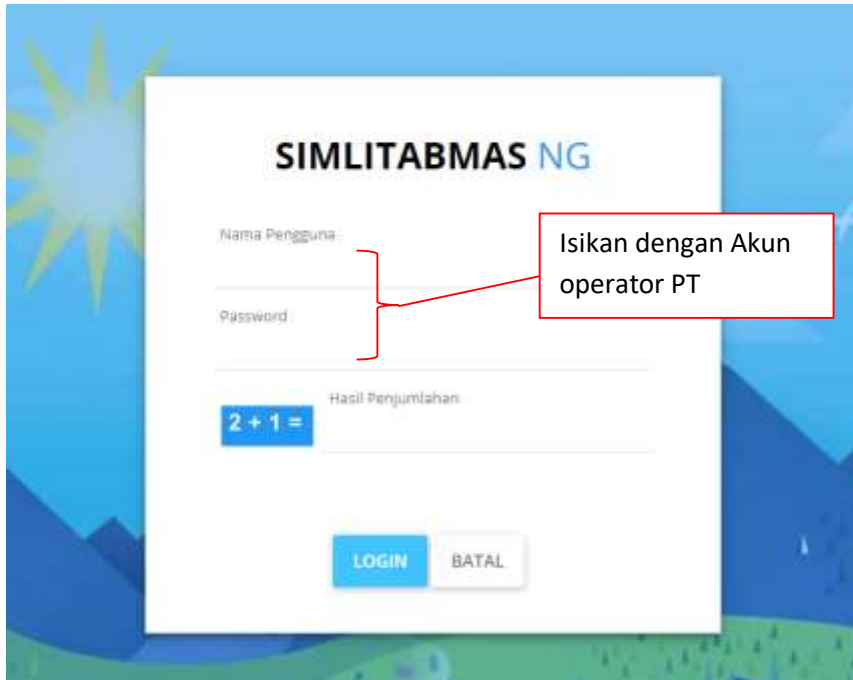 SIMLITABMAS NG
Nama Pengguna
Isikan dengan Akun
operator PT
Password
Hasil Penjumlahan
2 + 1 =
LOGIN
BATAL